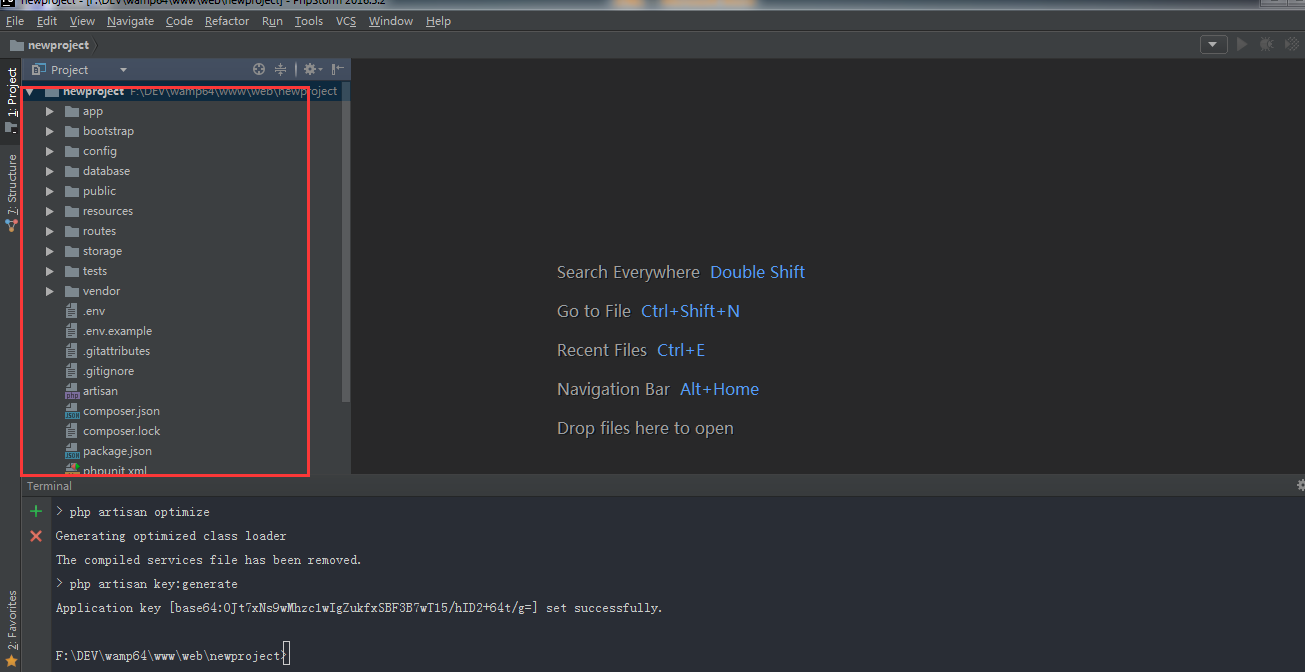 newproject - [F:\DEV\wamp64\www\web\newproject] - PhpStorm 2016.3.2
File Edit View Navigate Code Refactor Run Tools VCS Window Help
newproject
Project
newproject F:\DEV\wamp64\www\web\newproject
app
bootstrap
config
database
public
resources
routes
storage
tests
vendor
.env
.env.example
.gitattributes
.gitignore
artisan
composer.json
composer.lock
package.json
phpunit.xml
1: Project
7: Structure
2: Favorites
Search Everywhere Double Shift
Go to File Ctrl+Shift+N
Recent Files Ctrl+E
Navigation Bar Alt+Home
Drop files here to open
Terminal
> php artisan optimize
Generating optimized class loader
The compiled services file has been removed.
> php artisan key:generate
Application key [base64:OJt7xNs9wMhzc1wIgZukfxSBF3B7wT15/hID2+64t/g=] set successfully.
F:\DEV\wamp64\www\web\newproject>